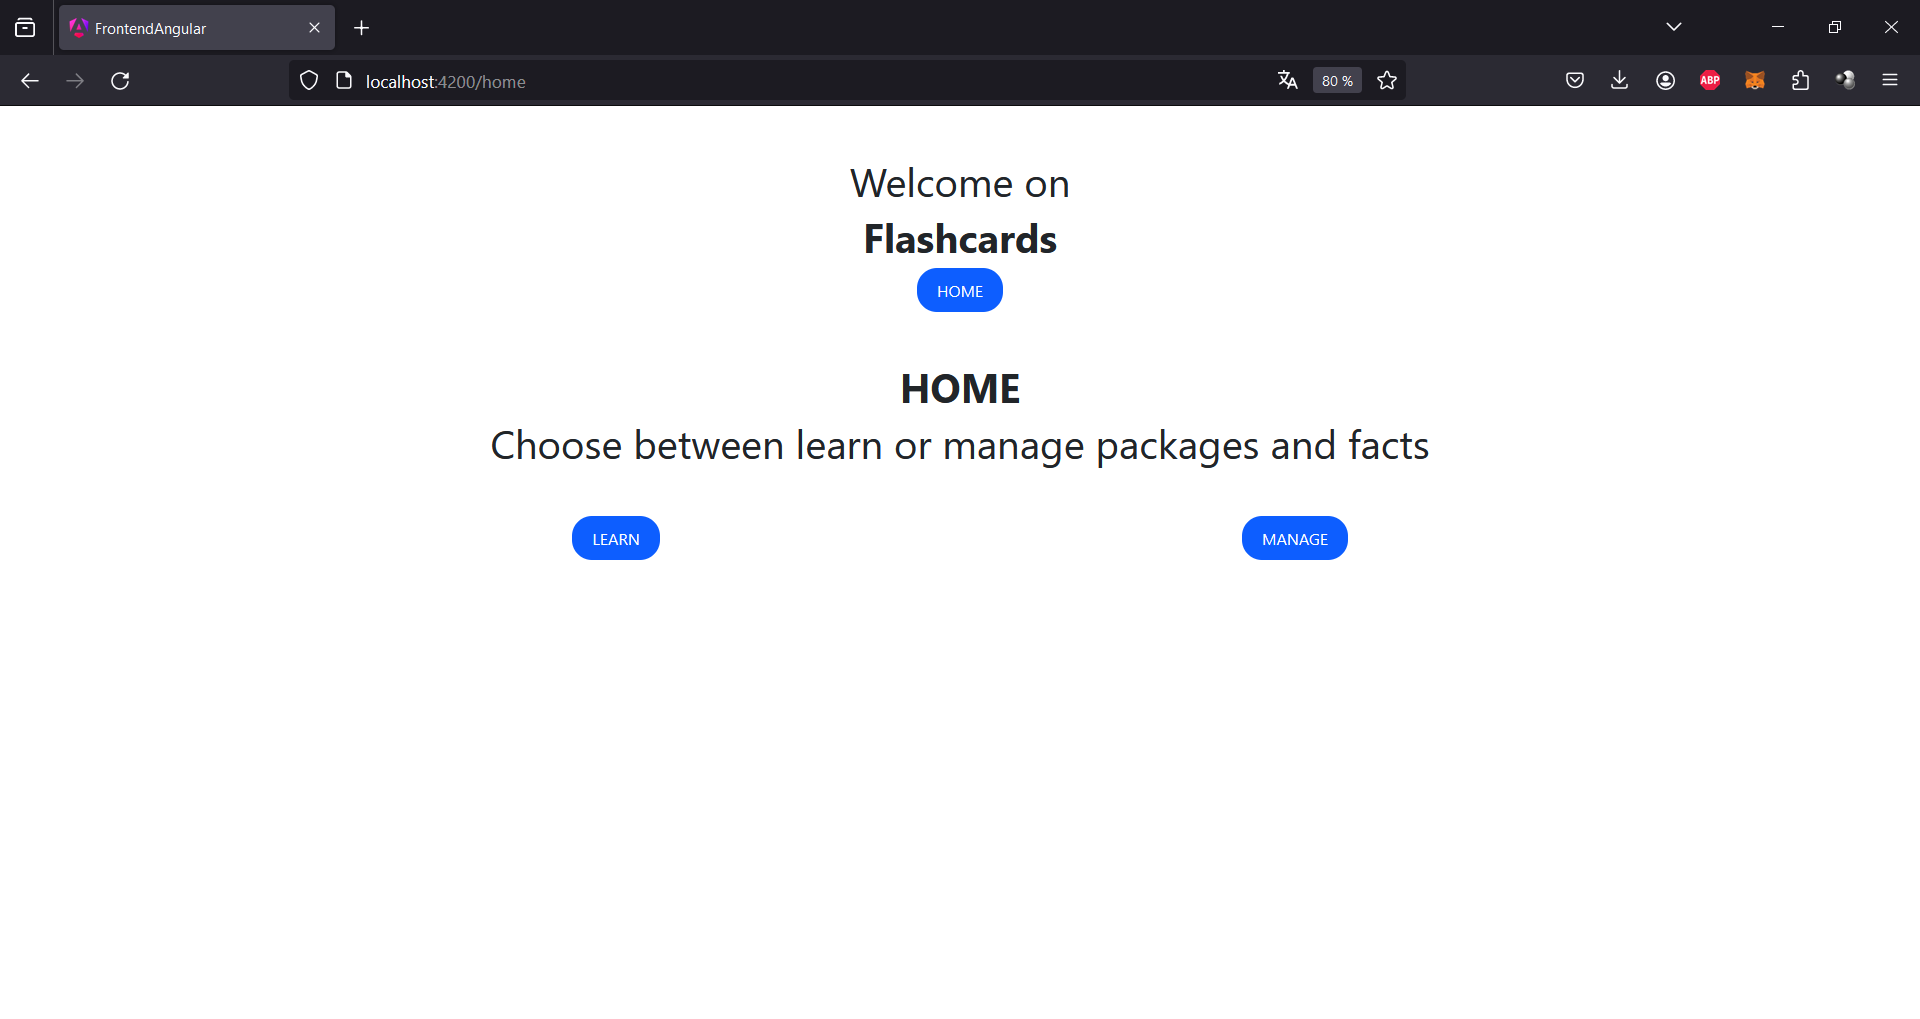 FrontendAngular
localhost:4200/home
80 %
ABP
Welcome on
Flashcards
HOME
HOME
Choose between learn or manage packages and facts
LEARN
MANAGE